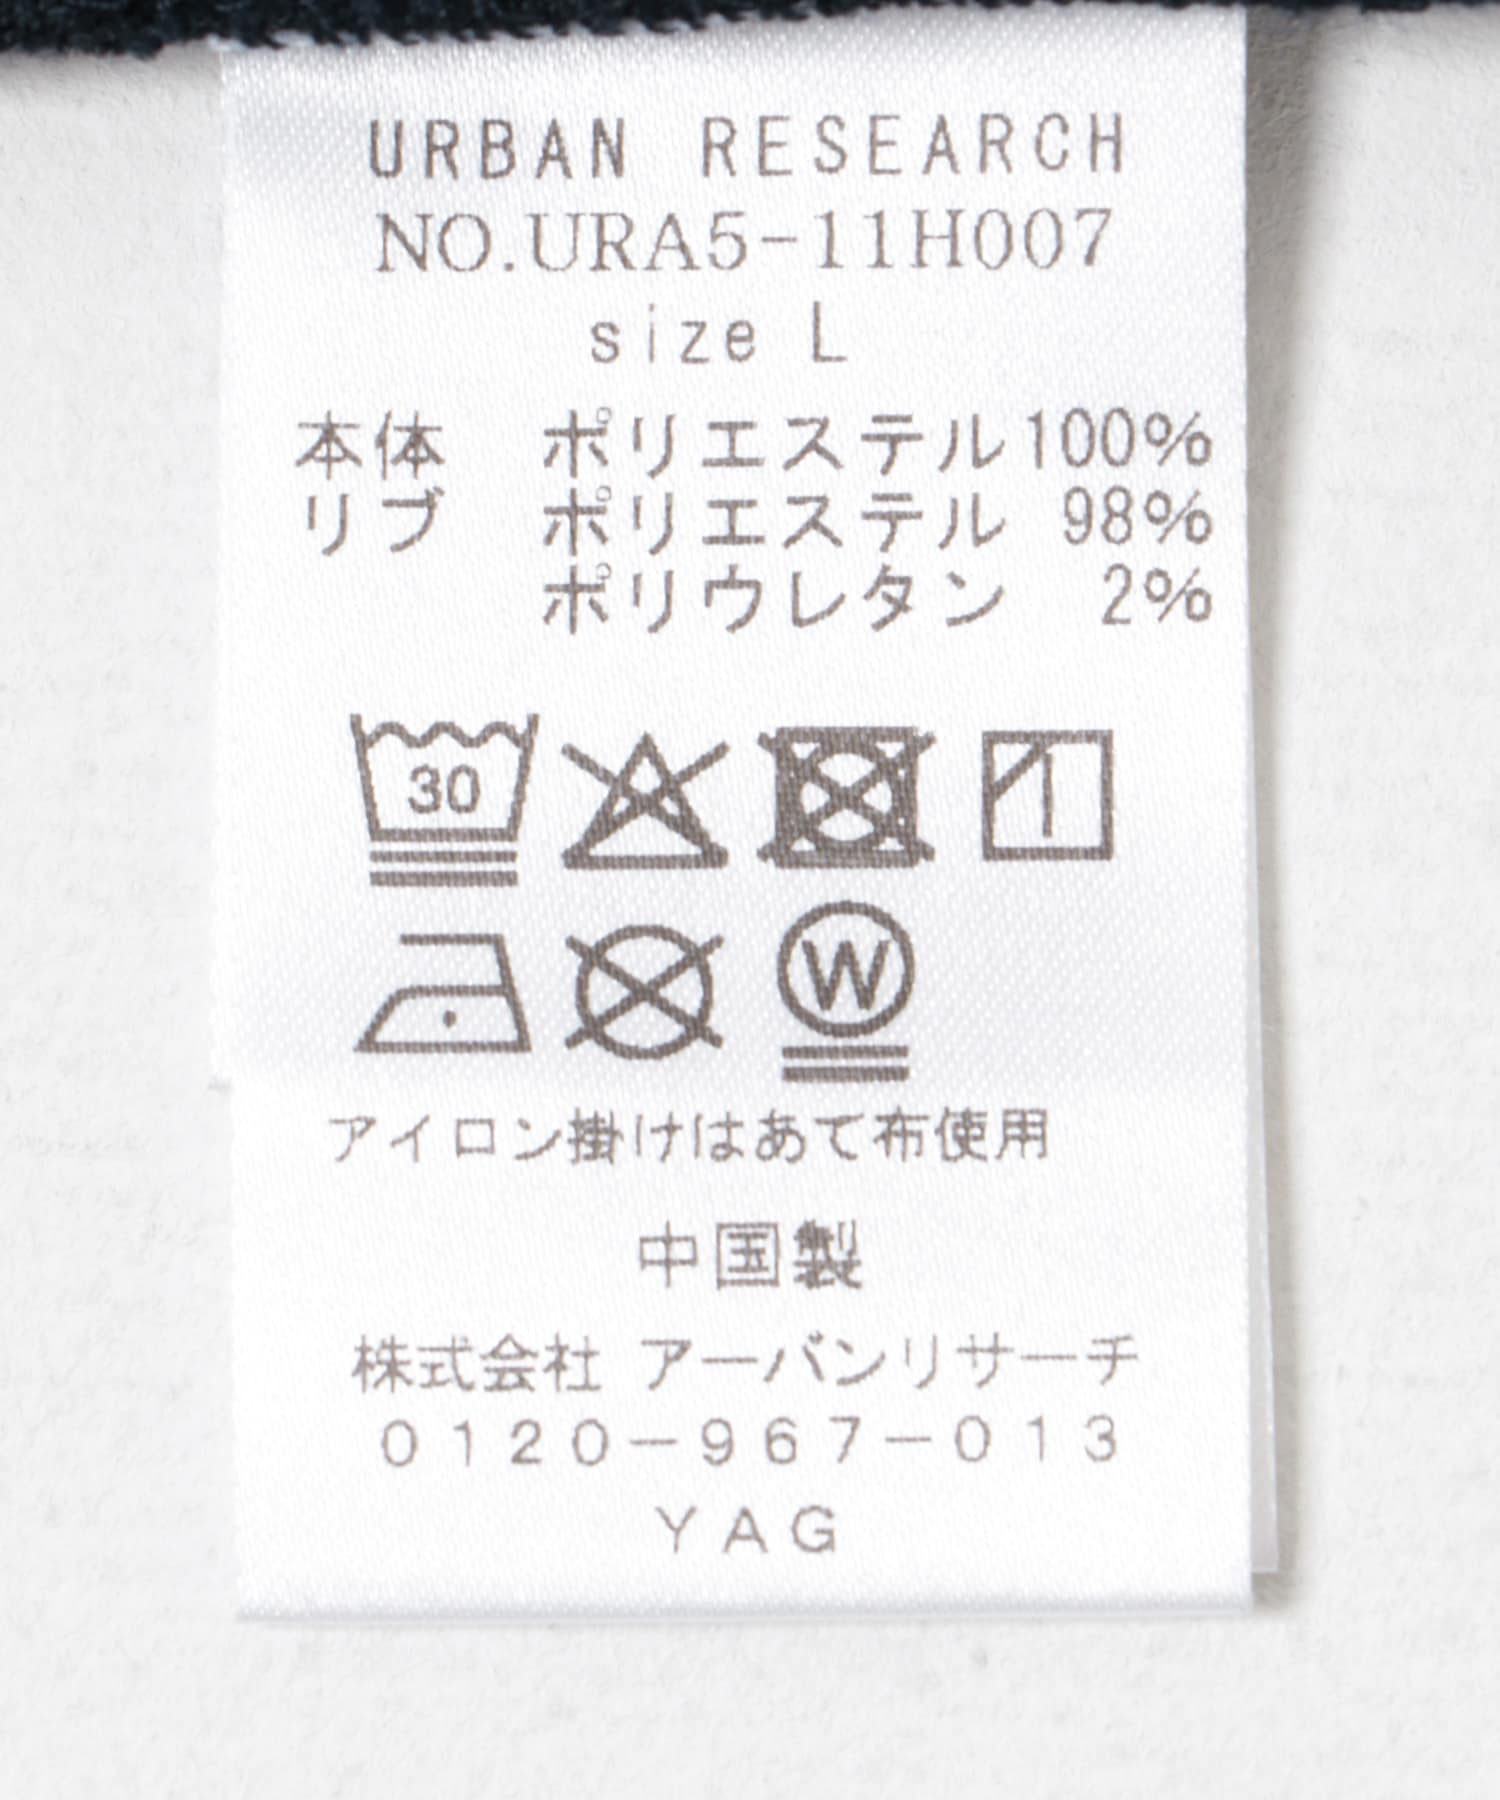 URBAN RESEARCH
NO.URA5-11H007
size L
本体 ポリエステル100%
リブ ポリエステル 98%
ポリウレタン 2%
30
W
アイロン掛けはあて布使用
中国製
株式会社 アーバンリサーチ
0120-967-013
YAG